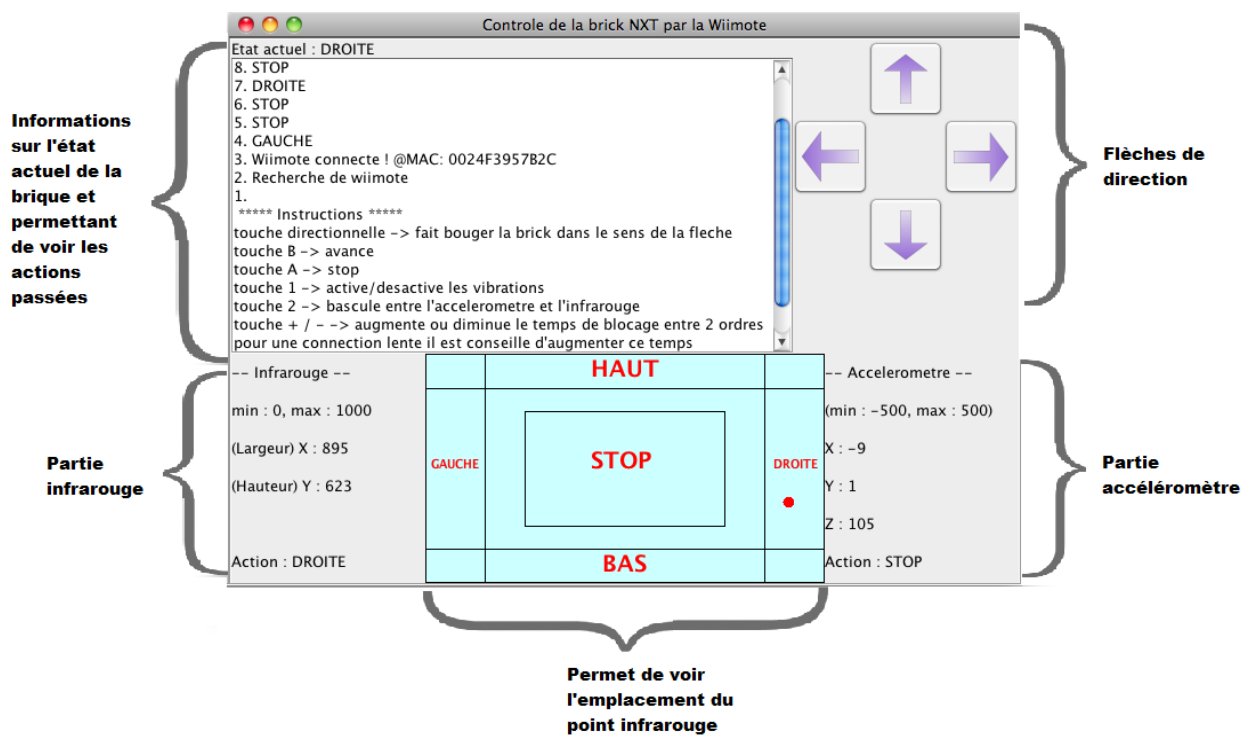 Controle de la brick NXT par la Wiimote
Etat actuel : DROITE
8. STOP
7. DROITE
6. STOP
5. STOP
4. GAUCHE
3. Wiimote connecte ! @MAC: 0024F3957B2C
2. Recherche de wiimote
1.
***** Instructions *****
touche directionnelle -> fait bouger la brick dans le sens de la fleche
touche B -> avance
touche A -> stop
touche 1 -> active/desactive les vibrations
touche 2 -> bascule entre l'accelerometre et l'infrarouge
touche + / - -> augmente ou diminue le temps de blocage entre 2 ordres
pour une connection lente il est conseille d'augmenter ce temps
Informations
sur l'état
actuel de la
brique et
permettant
de voir les
actions
passées
Flèches de
direction
-- Infrarouge --
min : 0, max : 1000
(Largeur) X : 895
(Hauteur) Y : 623
Action : DROITE
Partie
infrarouge
HAUT
GAUCHE
STOP
DROITE
BAS
-- Accelerometre --
(min : -500, max : 500)
X : -9
Y : 1
Z : 105
Action : STOP
Partie
accéléromètre
Permet de voir
l'emplacement du
point infrarouge